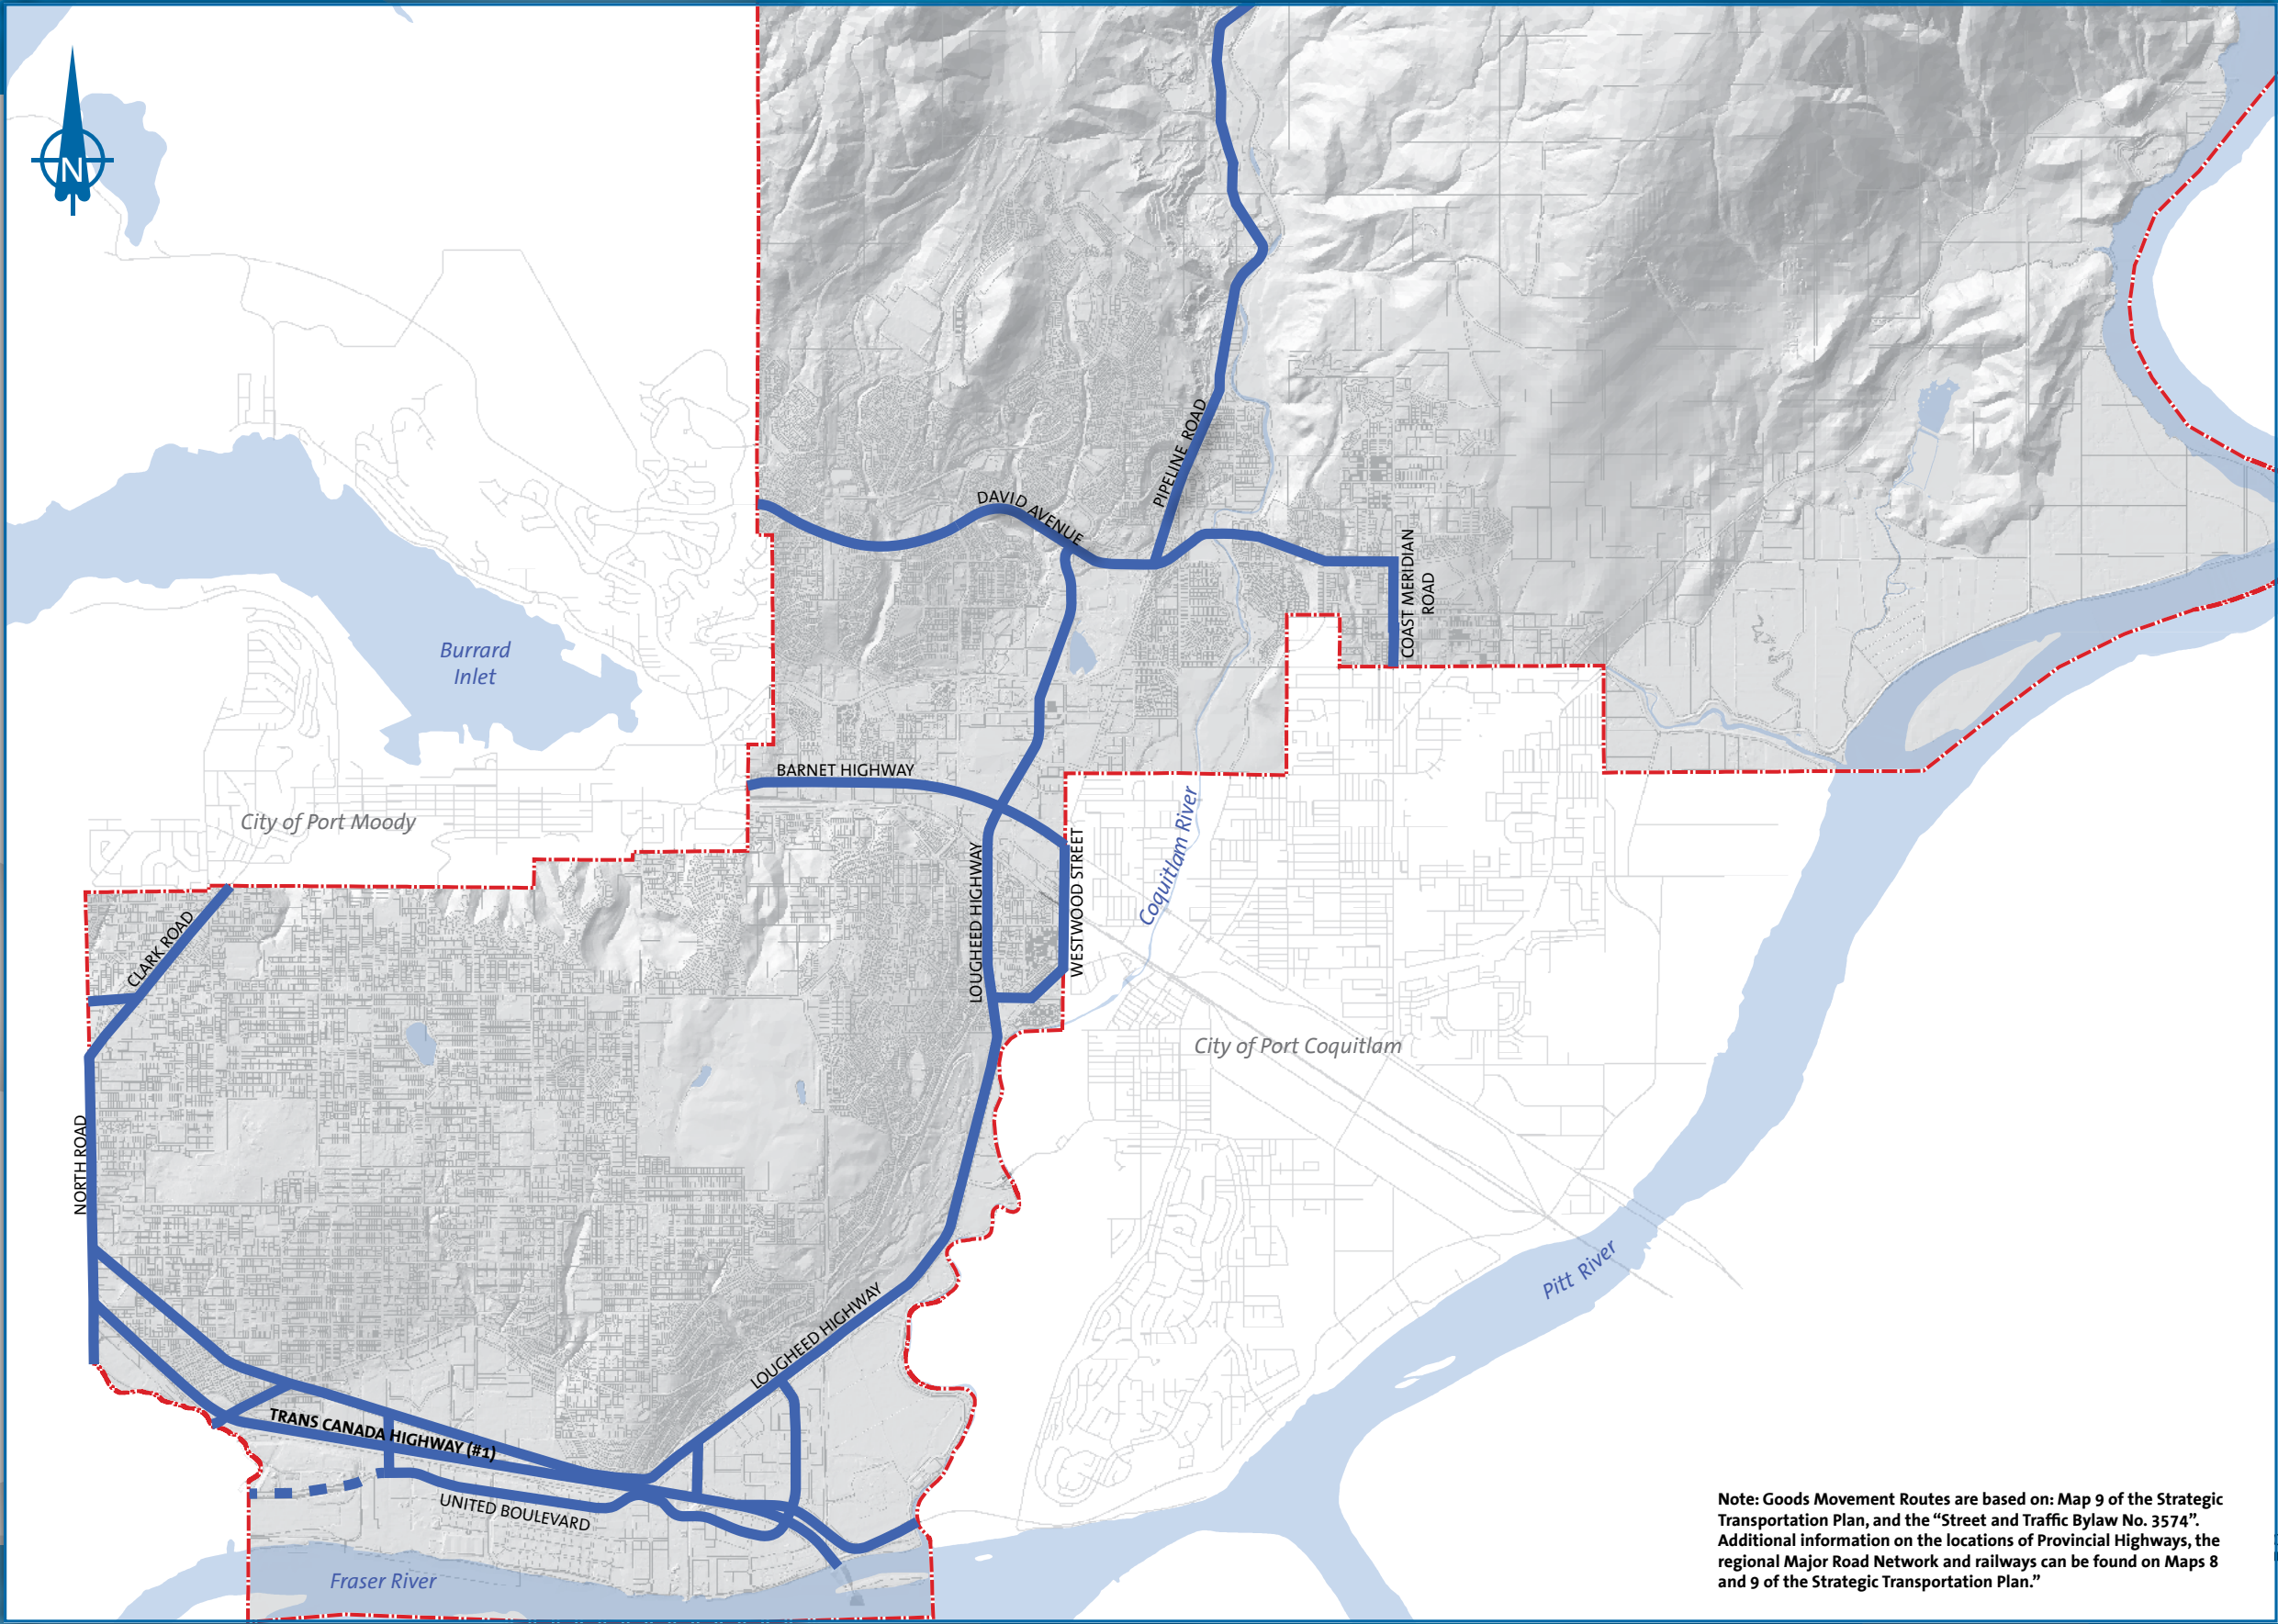 N
PIPELINE ROAD
DAVID AVENUE
COAST MERIDIAN
ROAD
Burrard
Inlet
BARNET HIGHWAY
City of Port Moody
Coquitlam River
LOUGHEED HIGHWAY
WESTWOOD STREET
CLARK ROAD
City of Port Coquitlam
NORTH ROAD
Pitt River
LOUGHEED HIGHWAY
TRANS CANADA HIGHWAY (#1)
UNITED BOULEVARD
Fraser River
Note: Goods Movement Routes are based on: Map 9 of the Strategic
Transportation Plan, and the “Street and Traffic Bylaw No. 3574”.
Additional information on the locations of Provincial Highways, the
regional Major Road Network and railways can be found on Maps 8
and 9 of the Strategic Transportation Plan.”